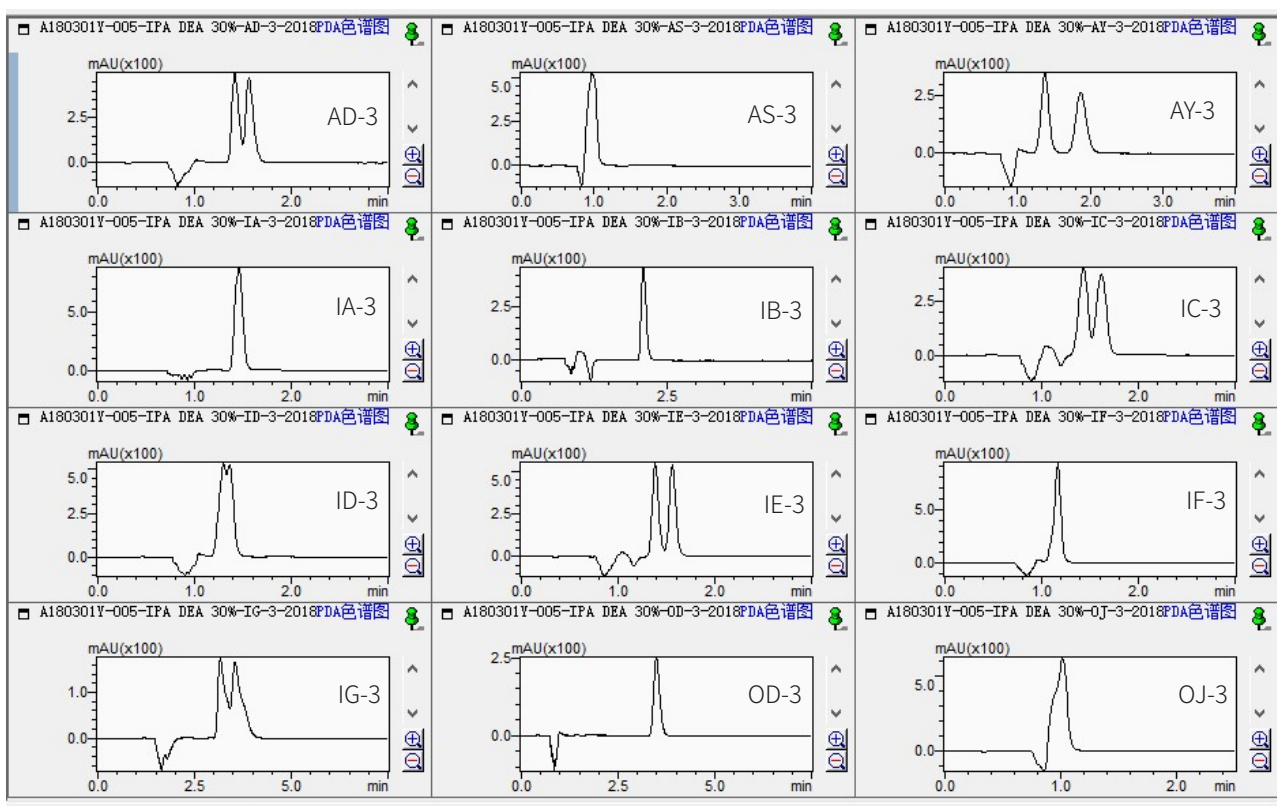 A180301Y-005-IPA DEA 30%-AD-3-2018PDA色谱图
mAU(x100)
AD-3
2.5
0.0
0.0 1.0 2.0 min
A180301Y-005-IPA DEA 30%-AS-3-2018PDA色谱图
mAU(x100)
5.0
AS-3
2.5
0.0
0.0 1.0 2.0 3.0 min
A180301Y-005-IPA DEA 30%-AY-3-2018PDA色谱图
mAU(x100)
2.5
AY-3
0.0
0.0 1.0 2.0 3.0 min
A180301Y-005-IPA DEA 30%-IA-3-2018PDA色谱图
mAU(x100)
IA-3
5.0
0.0
0.0 1.0 2.0 min
A180301Y-005-IPA DEA 30%-IB-3-2018PDA色谱图
mAU(x100)
IB-3
2.5
0.0
0.0 2.5 min
A180301Y-005-IPA DEA 30%-IC-3-2018PDA色谱图
mAU(x100)
IC-3
2.5
0.0
0.0 1.0 2.0 min
A180301Y-005-IPA DEA 30%-ID-3-2018PDA色谱图
mAU(x100)
5.0
ID-3
2.5
0.0
0.0 1.0 2.0 min
A180301Y-005-IPA DEA 30%-IE-3-2018PDA色谱图
mAU(x100)
5.0
IE-3
2.5
0.0
0.0 1.0 2.0 min
A180301Y-005-IPA DEA 30%-IF-3-2018PDA色谱图
mAU(x100)
IF-3
5.0
0.0
0.0 1.0 2.0 min
A180301Y-005-IPA DEA 30%-IG-3-2018PDA色谱图
mAU(x100)
IG-3
1.0
0.0
0.0 2.5 5.0 min
A180301Y-005-IPA DEA 30%-OD-3-2018PDA色谱图
mAU(x100)
2.5
OD-3
0.0
0.0 2.5 5.0 min
A180301Y-005-IPA DEA 30%-OJ-3-2018PDA色谱图
mAU(x100)
5.0
OJ-3
0.0
0.0 1.0 2.0 min